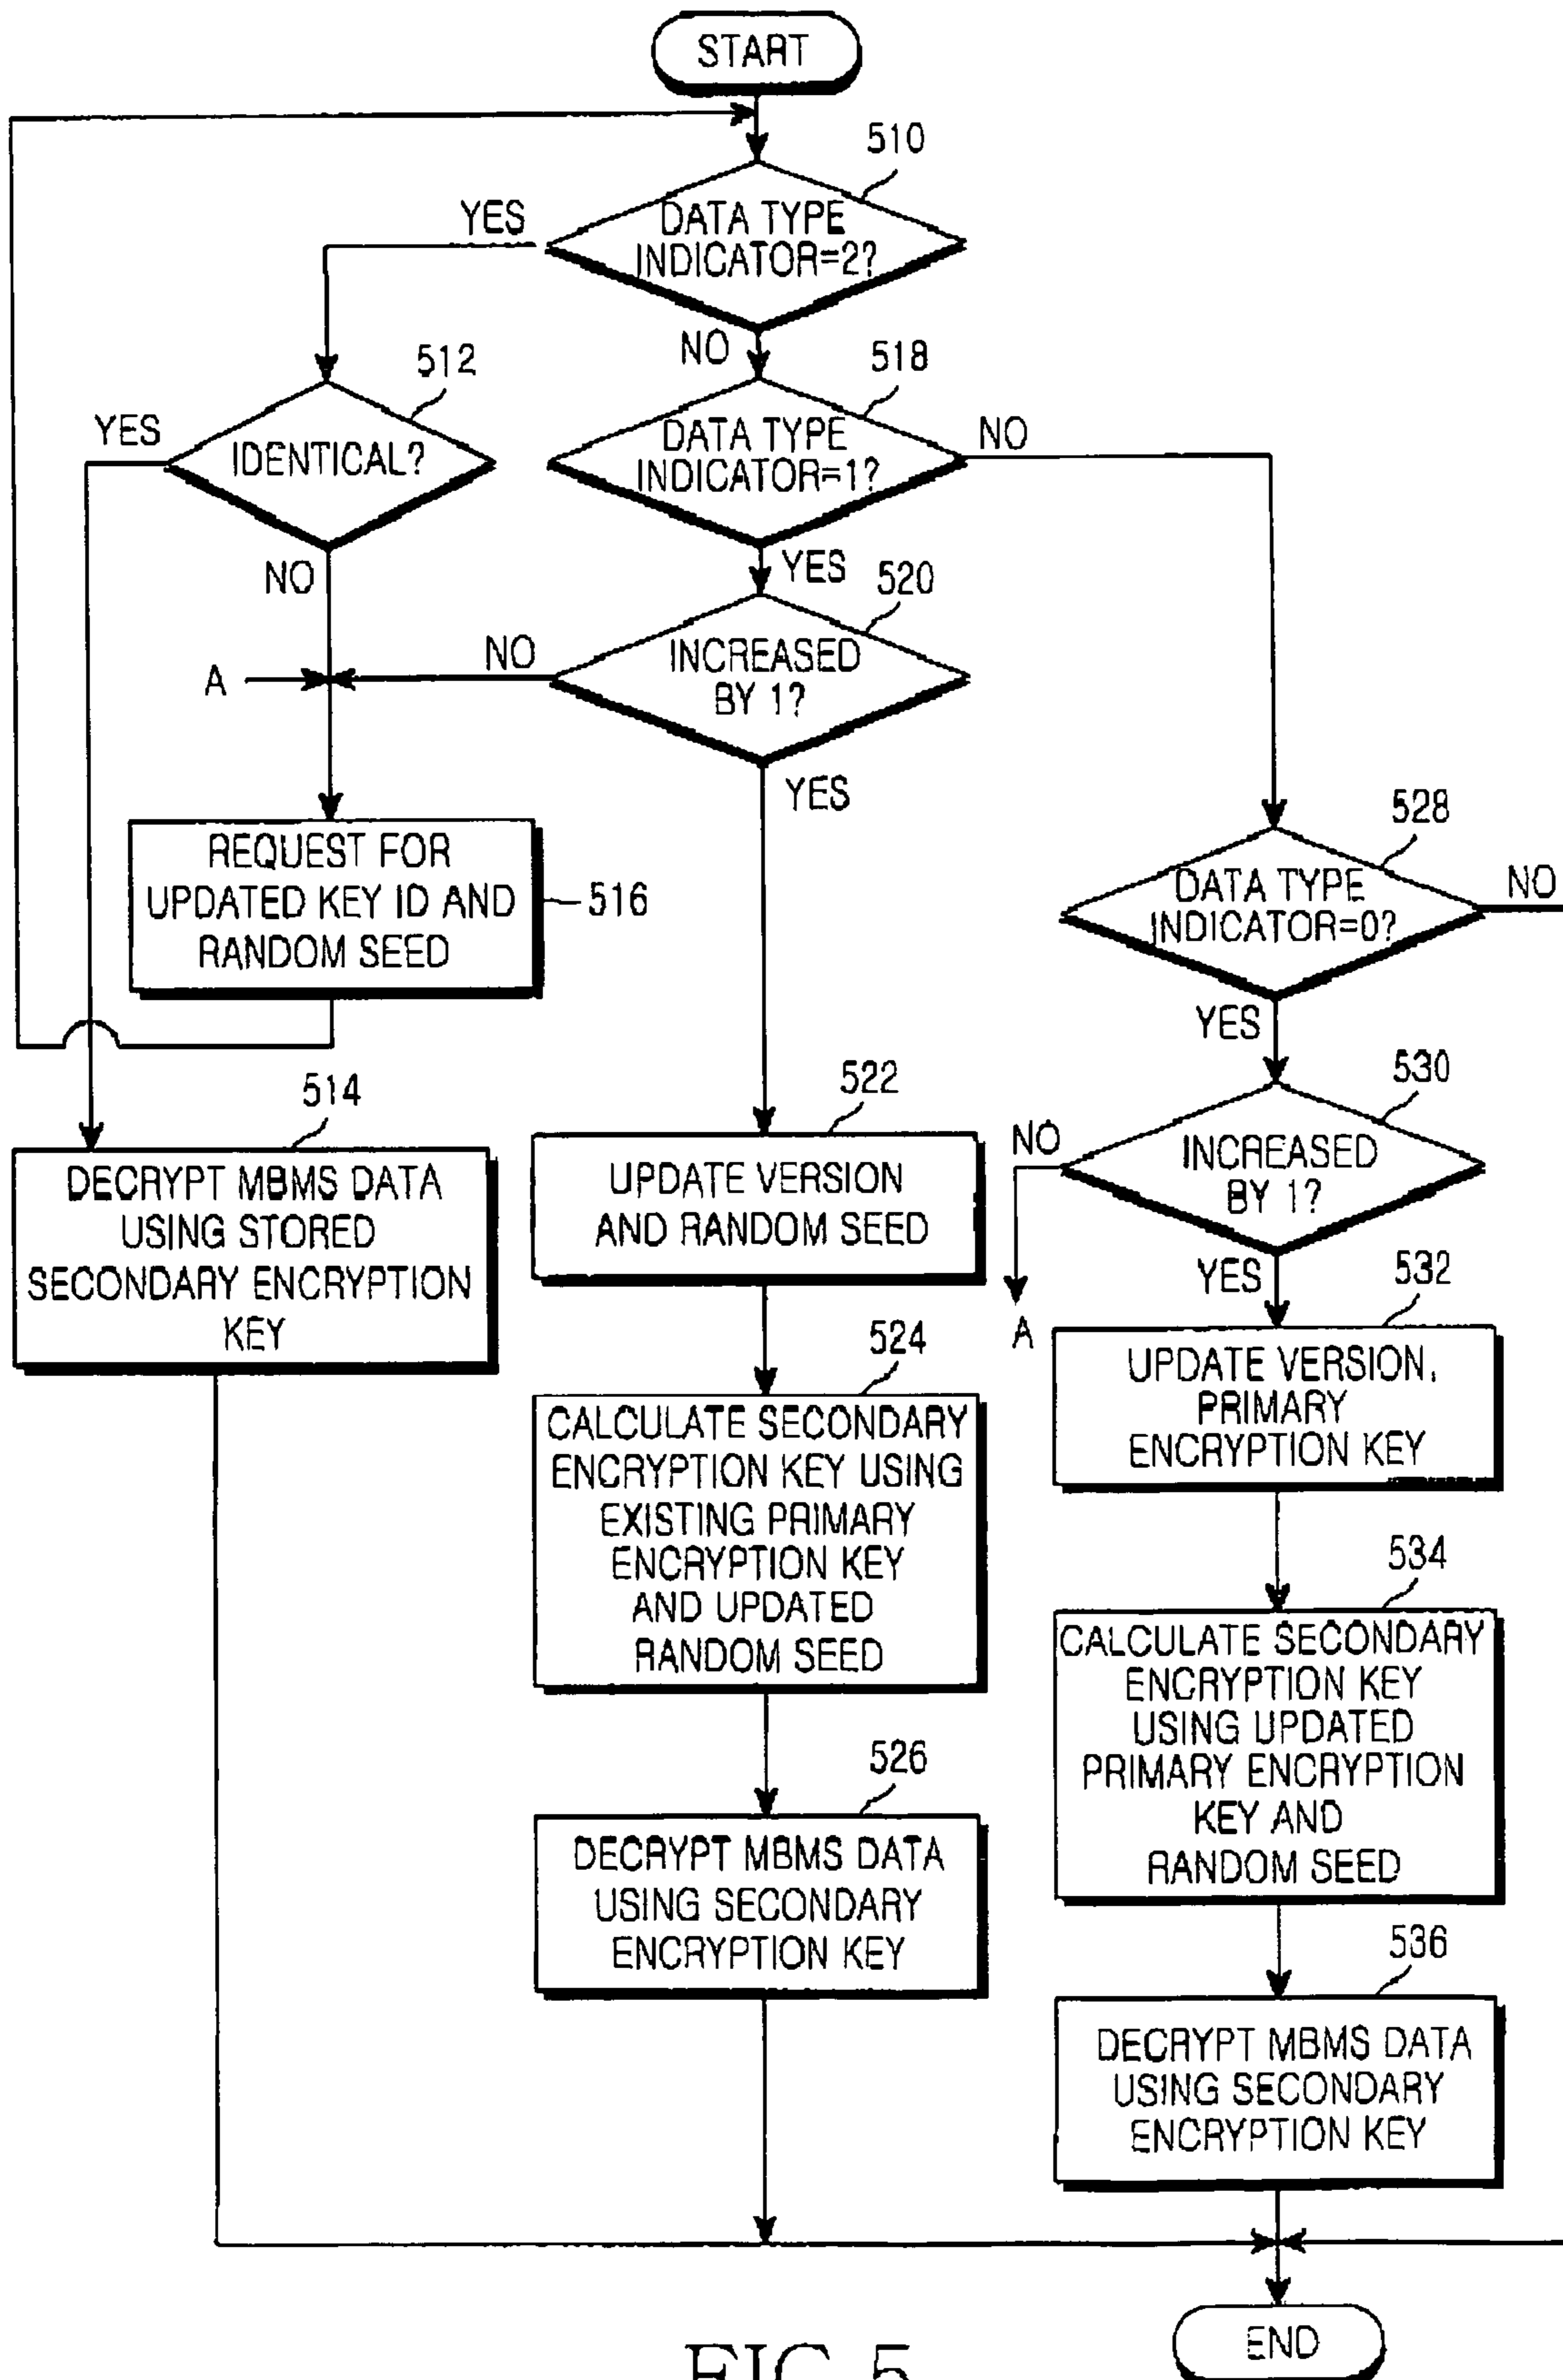 START
510
DATA TYPE
INDICATOR=2?
YES
NO
512
IDENTICAL?
YES
NO
518
DATA TYPE
INDICATOR=1?
NO
YES
520
INCREASED
BY 1?
NO
YES
A
REQUEST FOR
UPDATED KEY ID AND
RANDOM SEED
516
528
DATA TYPE
INDICATOR=0?
NO
YES
514
DECRYPT MBMS DATA
USING STORED
SECONDARY ENCRYPTION
KEY
522
UPDATE VERSION
AND RANDOM SEED
530
INCREASED
BY 1?
NO
YES
A
524
CALCULATE SECONDARY
ENCRYPTION KEY USING
EXISTING PRIMARY
ENCRYPTION KEY
AND UPDATED
RANDOM SEED
532
UPDATE VERSION,
PRIMARY
ENCRYPTION KEY
526
DECRYPT MBMS DATA
USING SECONDARY
ENCRYPTION KEY
534
CALCULATE SECONDARY
ENCRYPTION KEY
USING UPDATED
PRIMARY ENCRYPTION
KEY AND
RANDOM SEED
536
DECRYPT MBMS DATA
USING SECONDARY
ENCRYPTION KEY
END
FIG.5